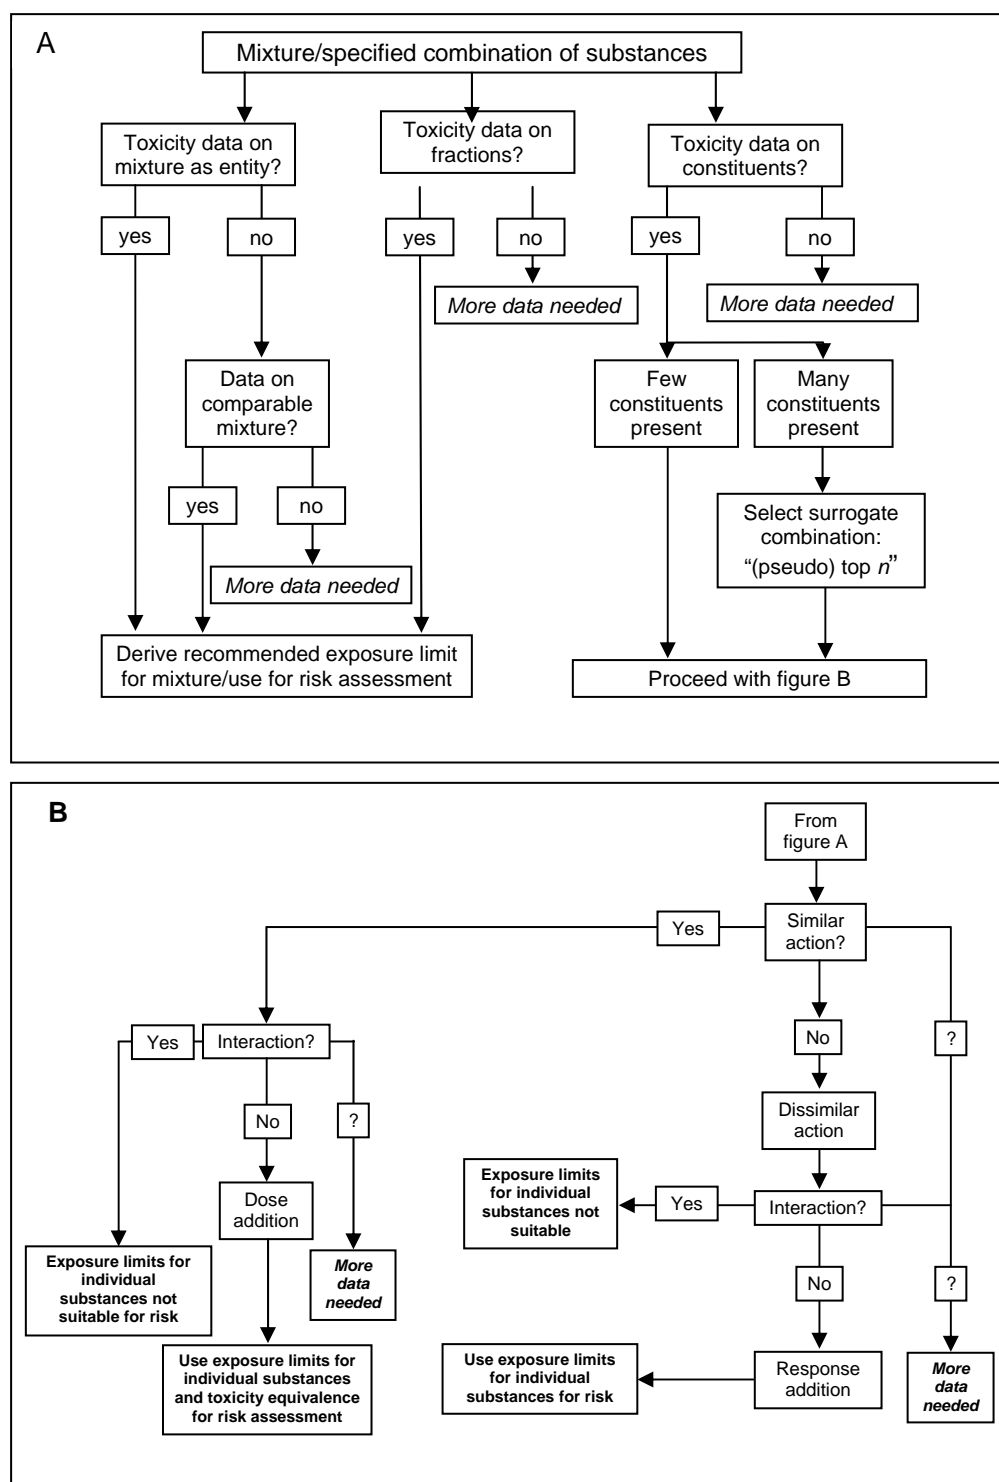 A
Mixture/specified combination of substances
Toxicity data on
mixture as entity?
Toxicity data on
fractions?
Toxicity data on
constituents?
yes
no
yes
no
yes
no
More data needed
More data needed
Data on
comparable
mixture?
Few
constituents
present
Many
constituents
present
yes
no
Select surrogate
combination:
“(pseudo) top n”
More data needed
Derive recommended exposure limit
for mixture/use for risk assessment
Proceed with figure B
B
From
figure A
Similar
action?
Yes
No
?
Interaction?
Yes
No
?
Dissimilar
action
Dose
addition
Exposure limits
for individual
substances not
suitable
Yes
Interaction?
Exposure limits for
individual
substances not
suitable for risk
More
data
needed
No
?
Use exposure limits for
individual substances
and toxicity equivalence
for risk assessment
Use exposure limits
for individual
substances for risk
Response
addition
More
data
needed